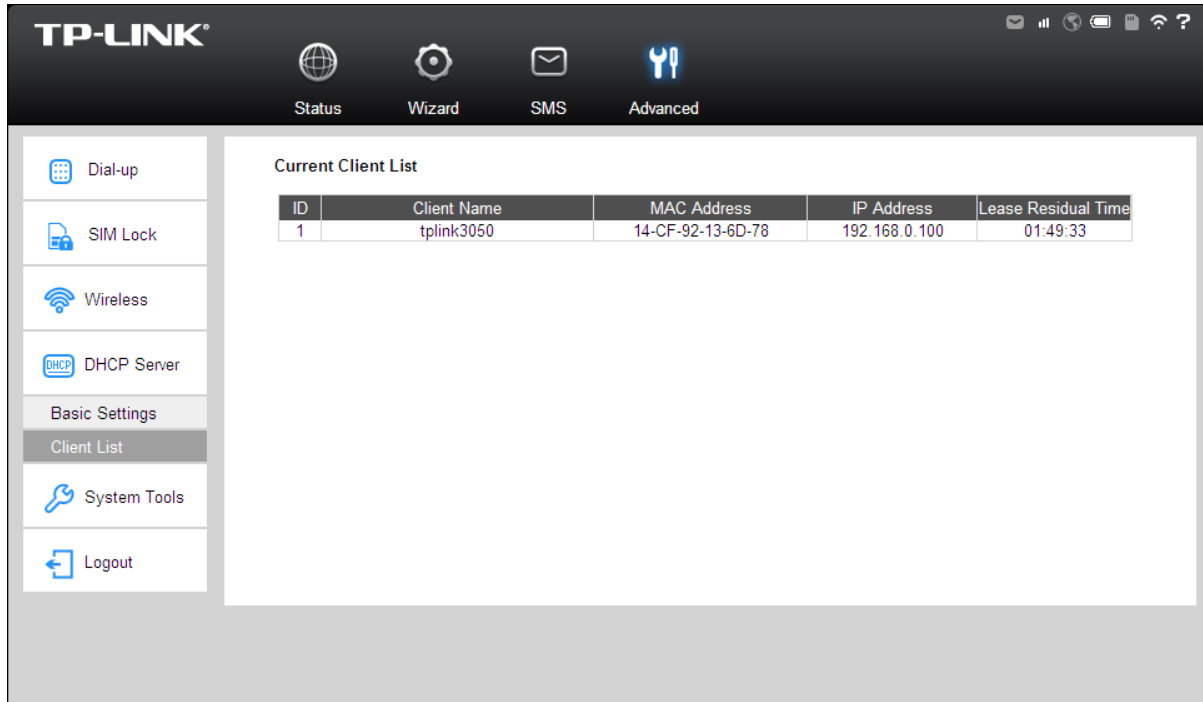 TP-LINK®
?
Status Wizard SMS Advanced
Dial-up
SIM Lock
Wireless
DHCP DHCP Server
Basic Settings
Client List
System Tools
Logout
Current Client List
ID Client Name MAC Address IP Address Lease Residual Time
1 tplink3050 14-CF-92-13-6D-78 192.168.0.100 01:49:33